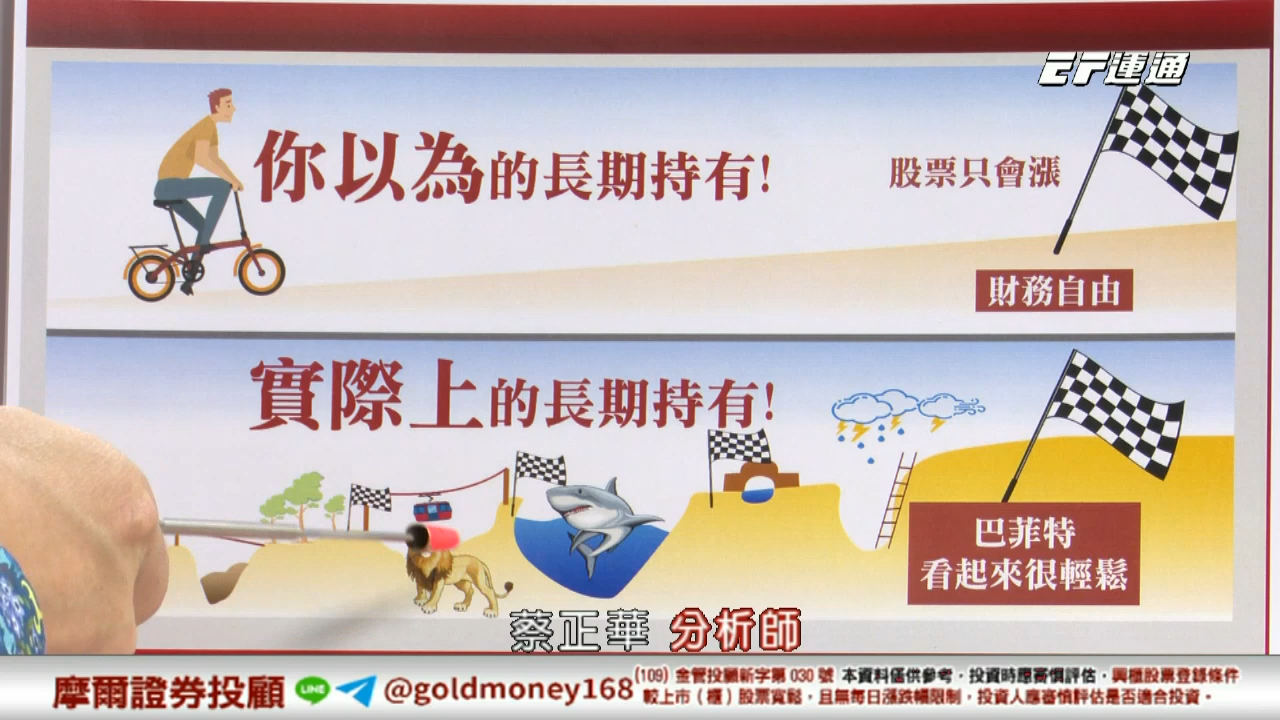 EF運通
你以為的長期持有!
股票只會漲
財務自由
實際上的長期持有!
巴菲特
看起來很輕鬆
蔡正華 分析師
摩爾證券投顧 LINE @goldmoney168
(109) 金管投顧新字第 030 號 本資料僅供參考，投資時應審慎評估。興櫃股票登錄條件
較上市（櫃）股票寬鬆，且無每日漲跌幅限制，投資人應審慎評估是否適合投資。